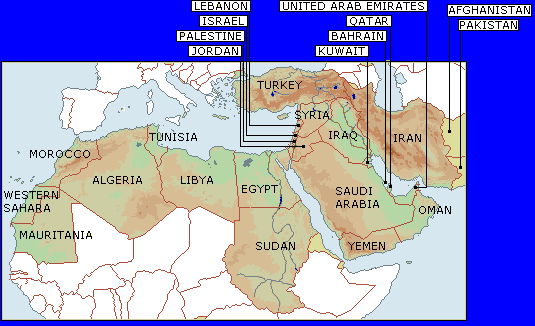 LEBANON
UNITED ARAB EMIRATES
AFGHANISTAN
ISRAEL
QATAR
PAKISTAN
PALESTINE
BAHRAIN
JORDAN
KUWAIT
TURKEY
SYRIA
TUNISIA
IRAQ
IRAN
MOROCCO
ALGERIA
LIBYA
EGYPT
SAUDI
ARABIA
WESTERN
SAHARA
OMAN
MAURITANIA
SUDAN
YEMEN